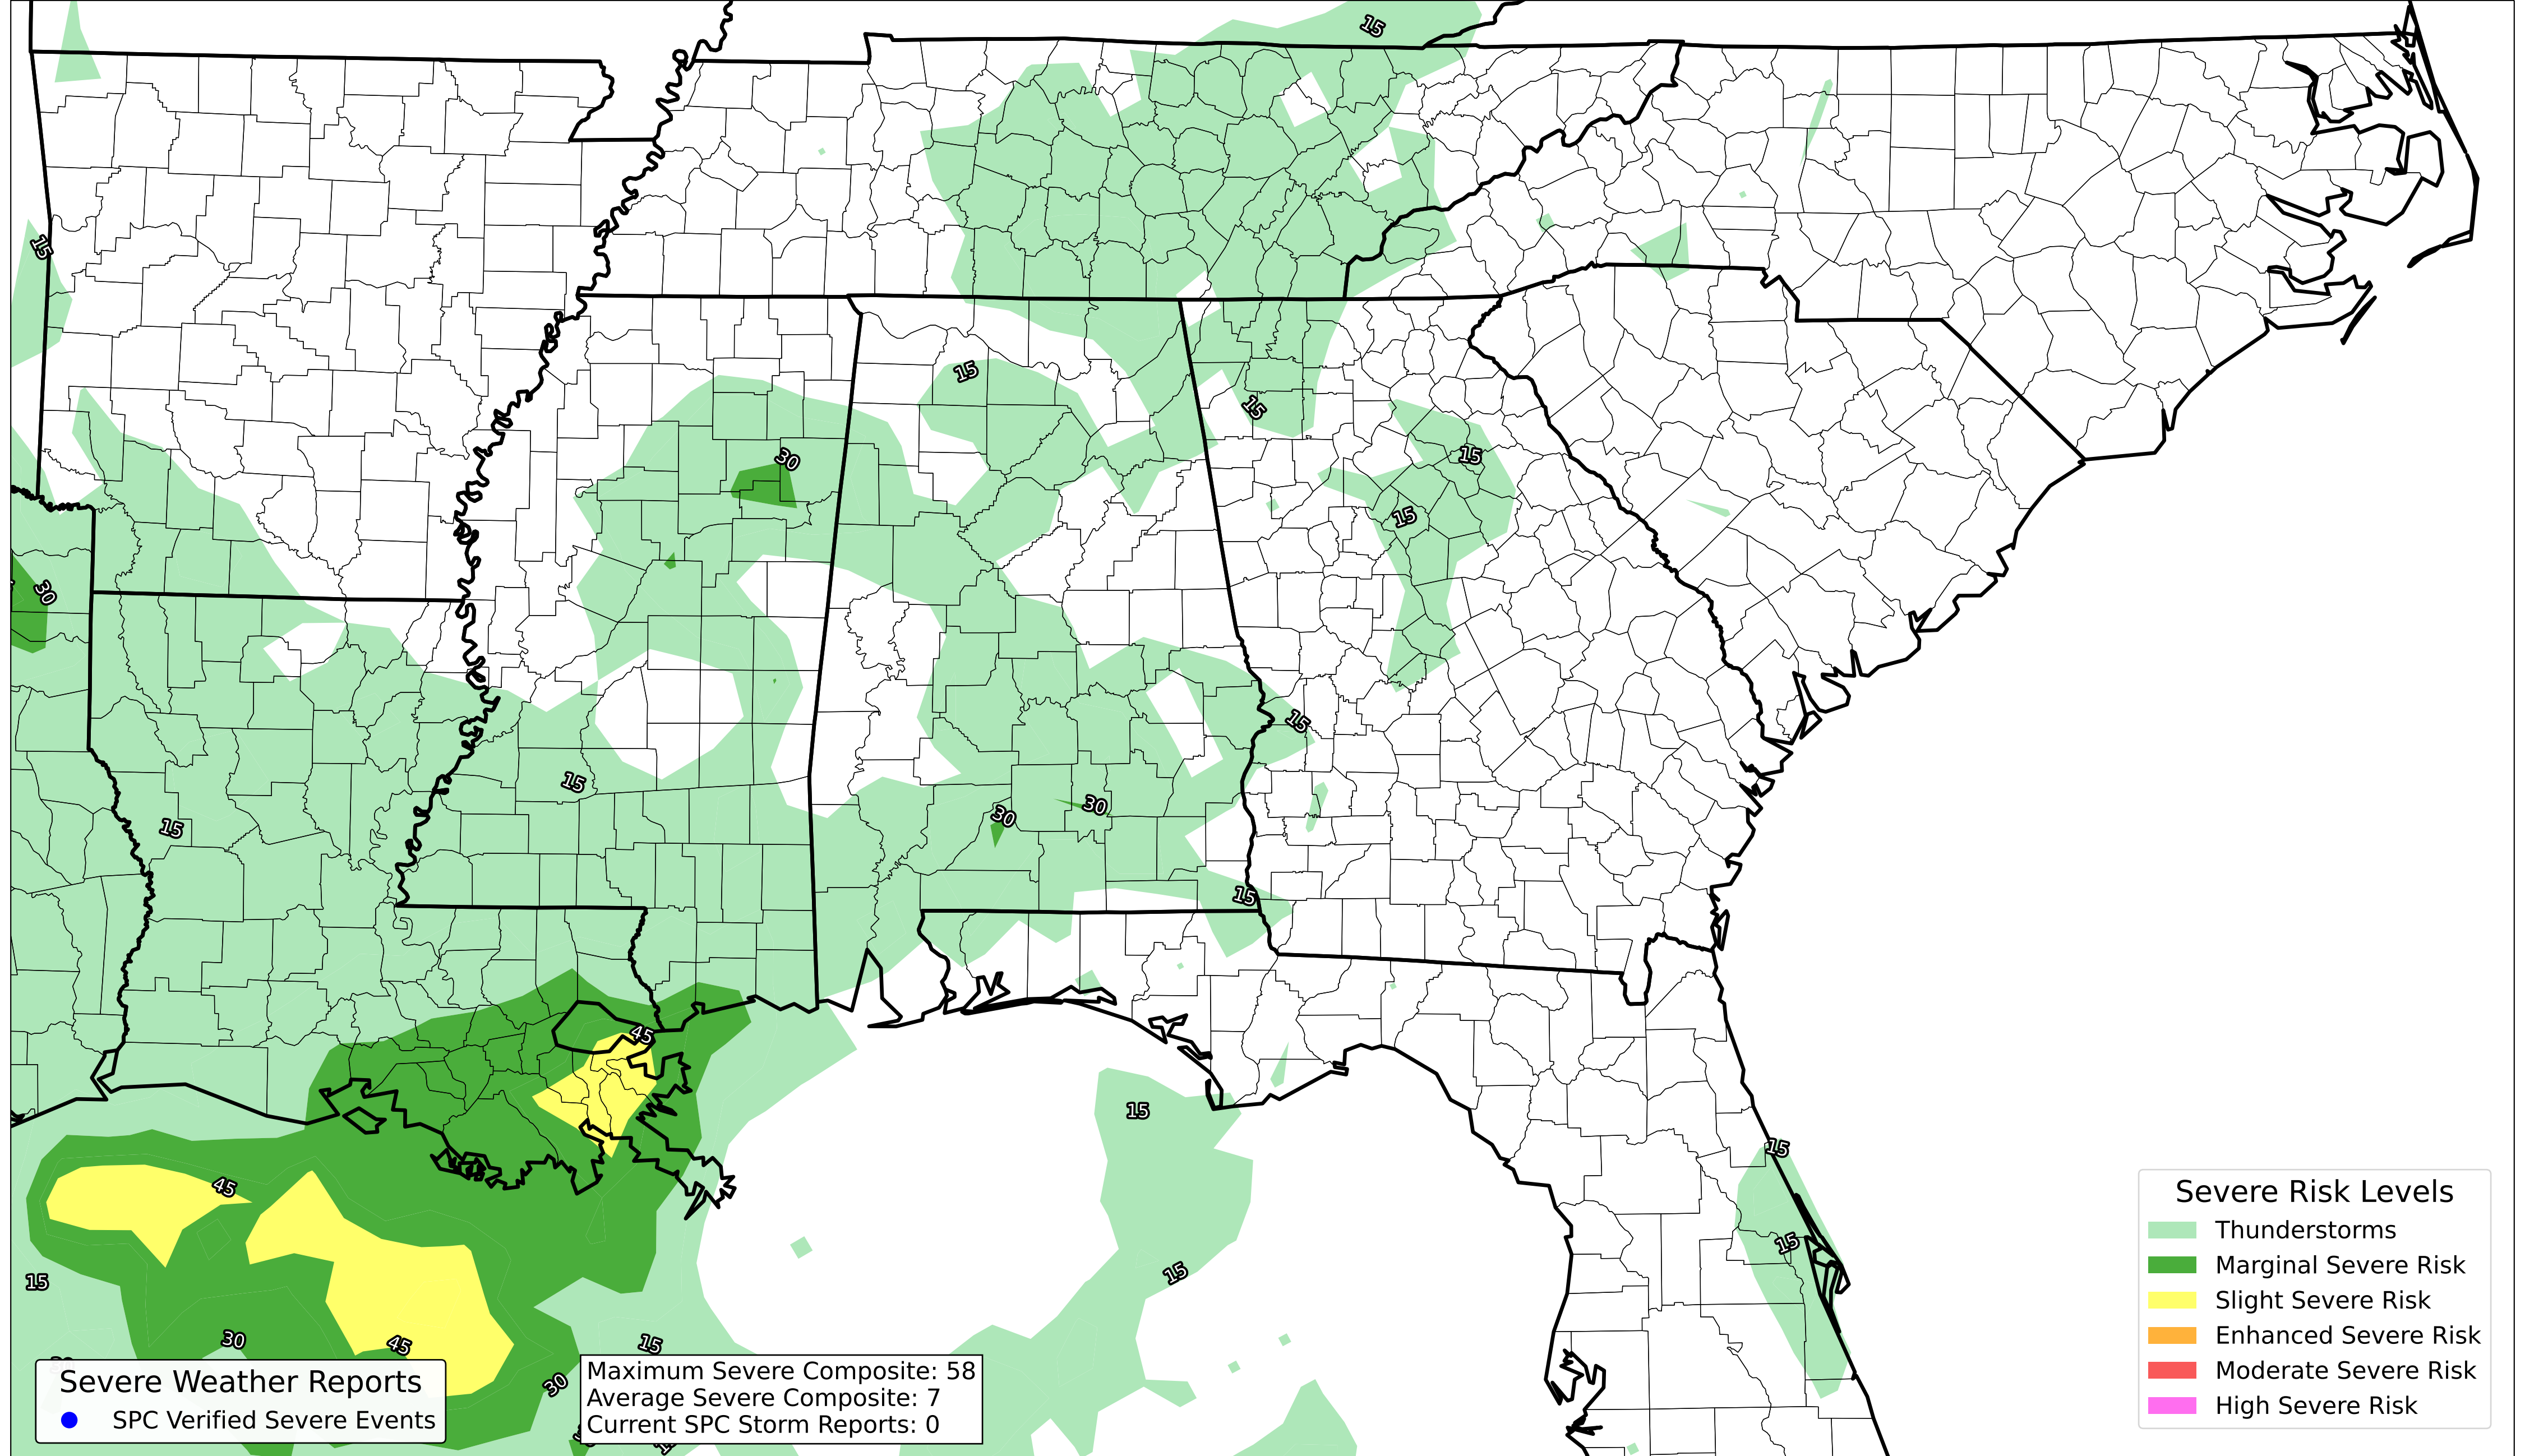 15
15
15
15
30
15
15
30
15
15
15
30
30
15
45
15
15
45
15
15
15
30
45
15
30
Severe Risk Levels
Thunderstorms
Marginal Severe Risk
Slight Severe Risk
Enhanced Severe Risk
Moderate Severe Risk
High Severe Risk
Severe Weather Reports
SPC Verified Severe Events
Maximum Severe Composite: 58
Average Severe Composite: 7
Current SPC Storm Reports: 0